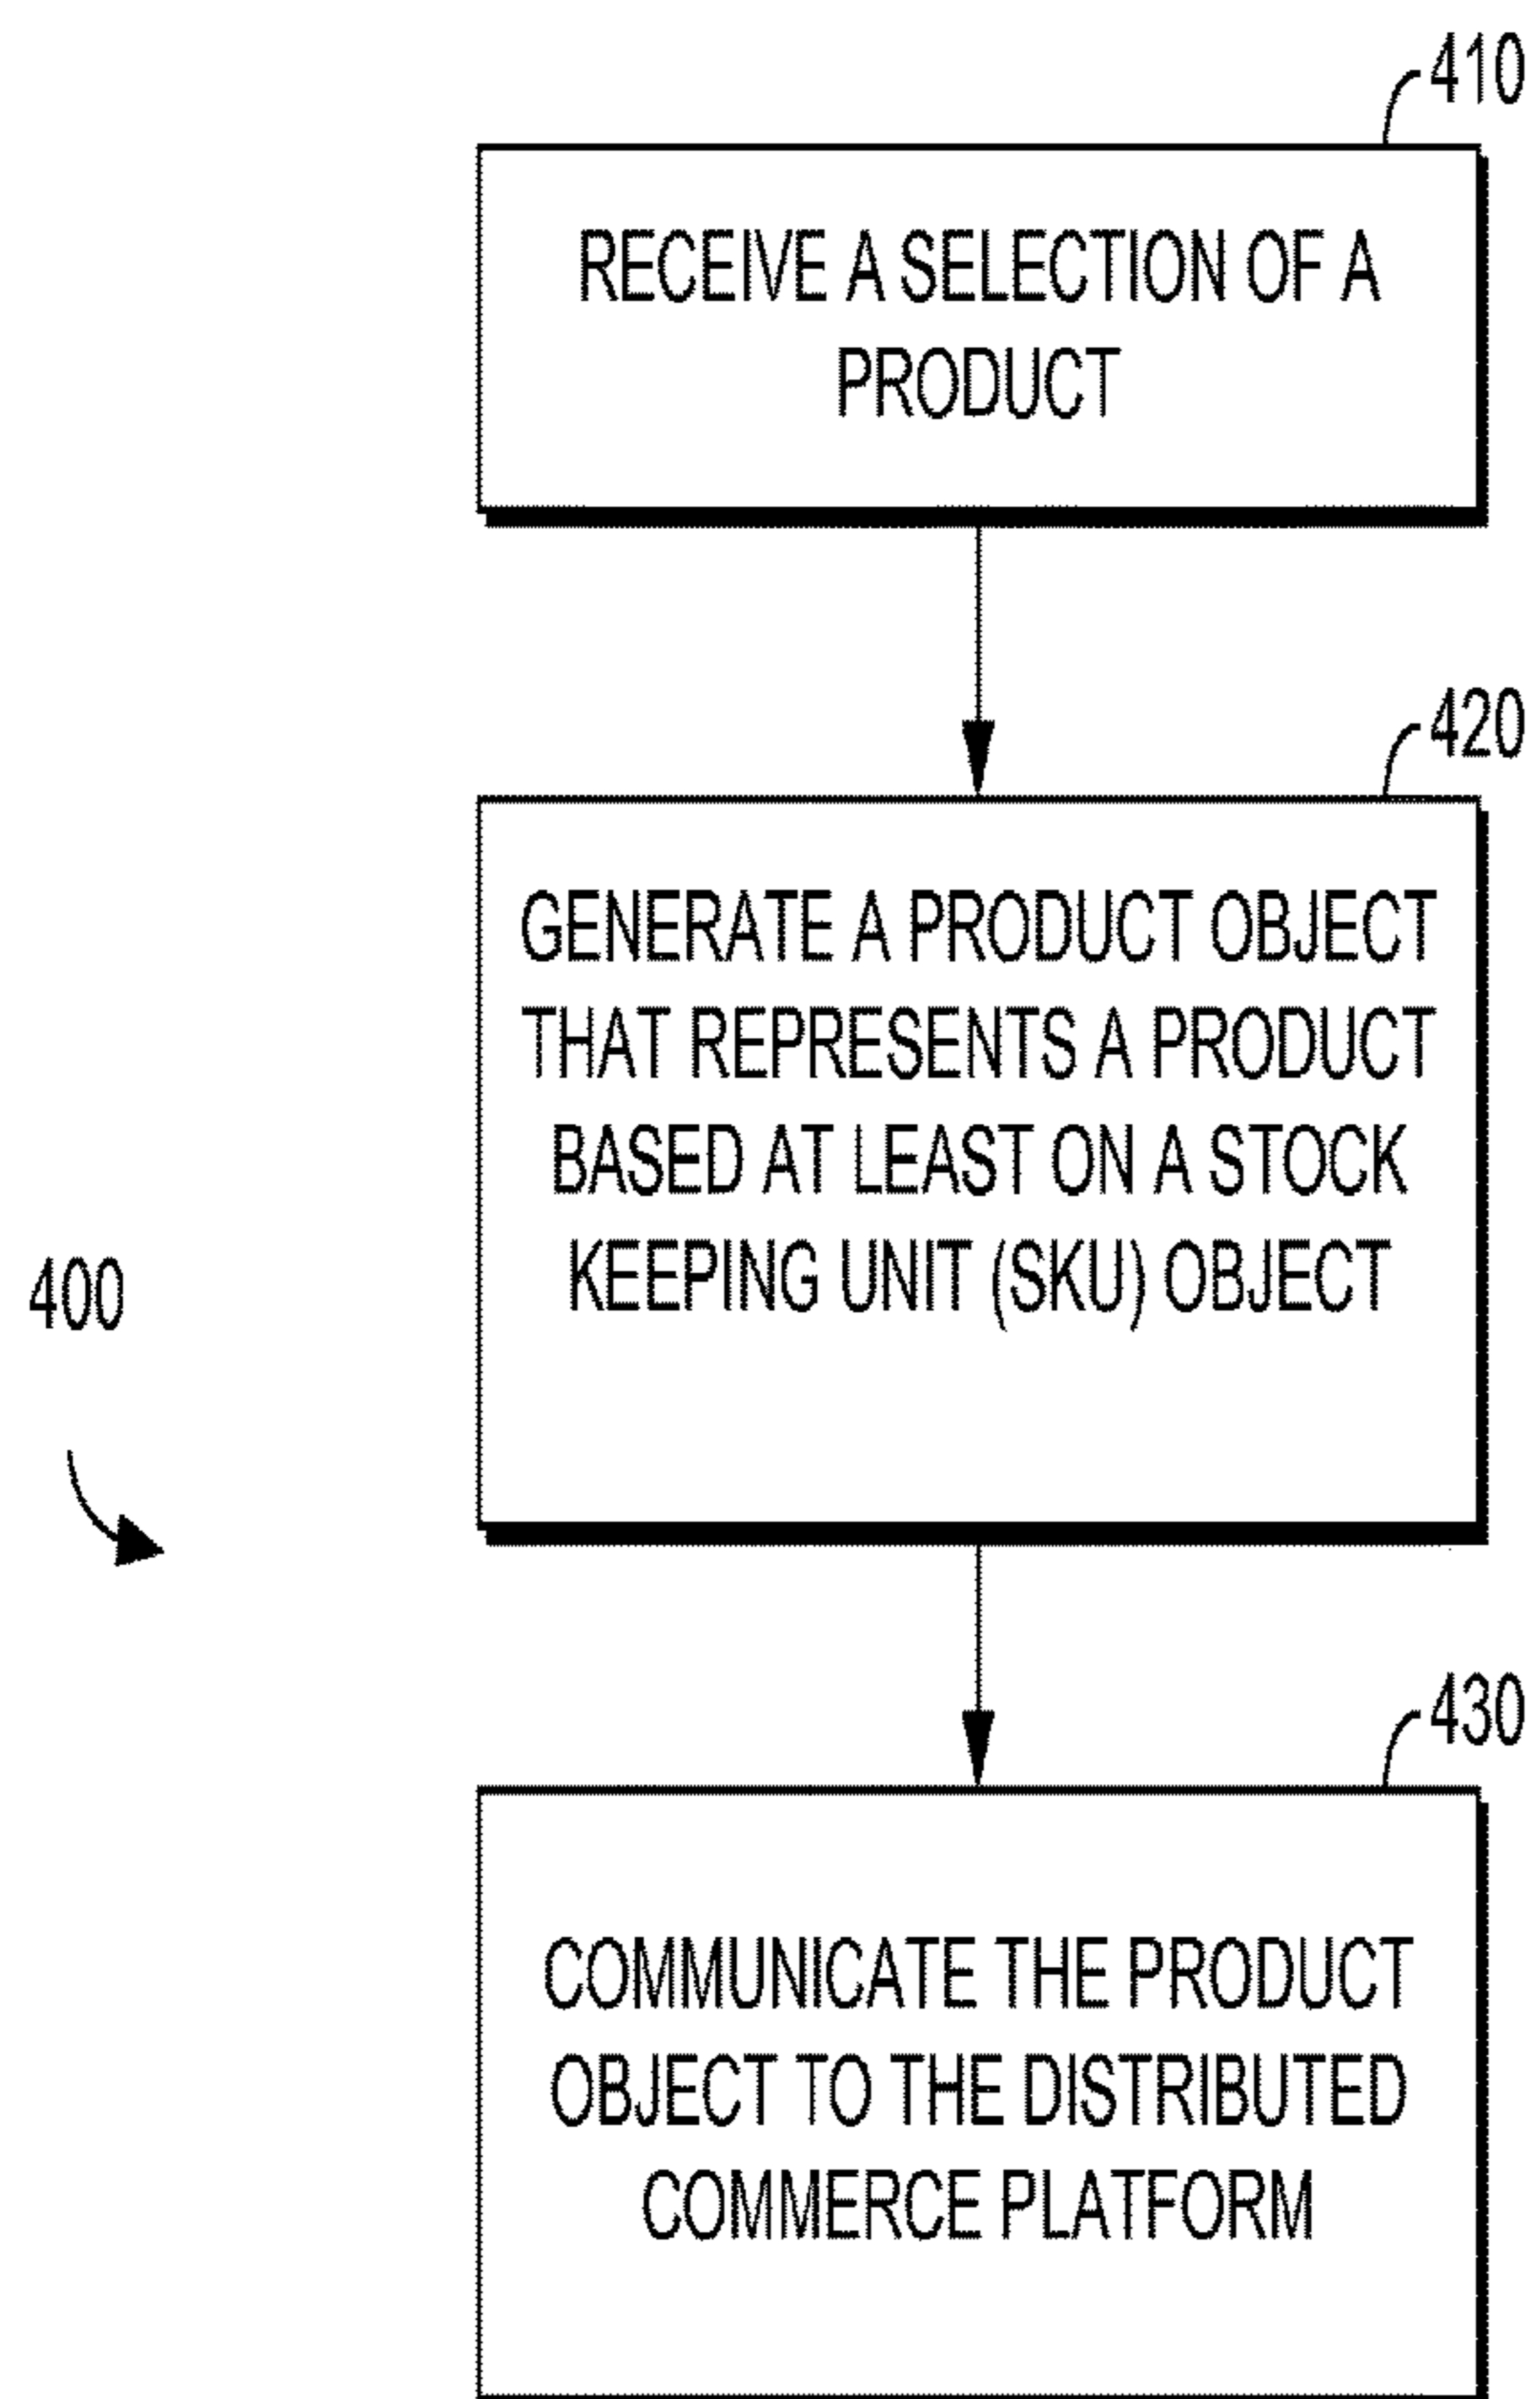 410
RECEIVE A SELECTION OF A
PRODUCT
420
GENERATE A PRODUCT OBJECT
THAT REPRESENTS A PRODUCT
BASED AT LEAST ON A STOCK
KEEPING UNIT (SKU) OBJECT
400
430
COMMUNICATE THE PRODUCT
OBJECT TO THE DISTRIBUTED
COMMERCE PLATFORM